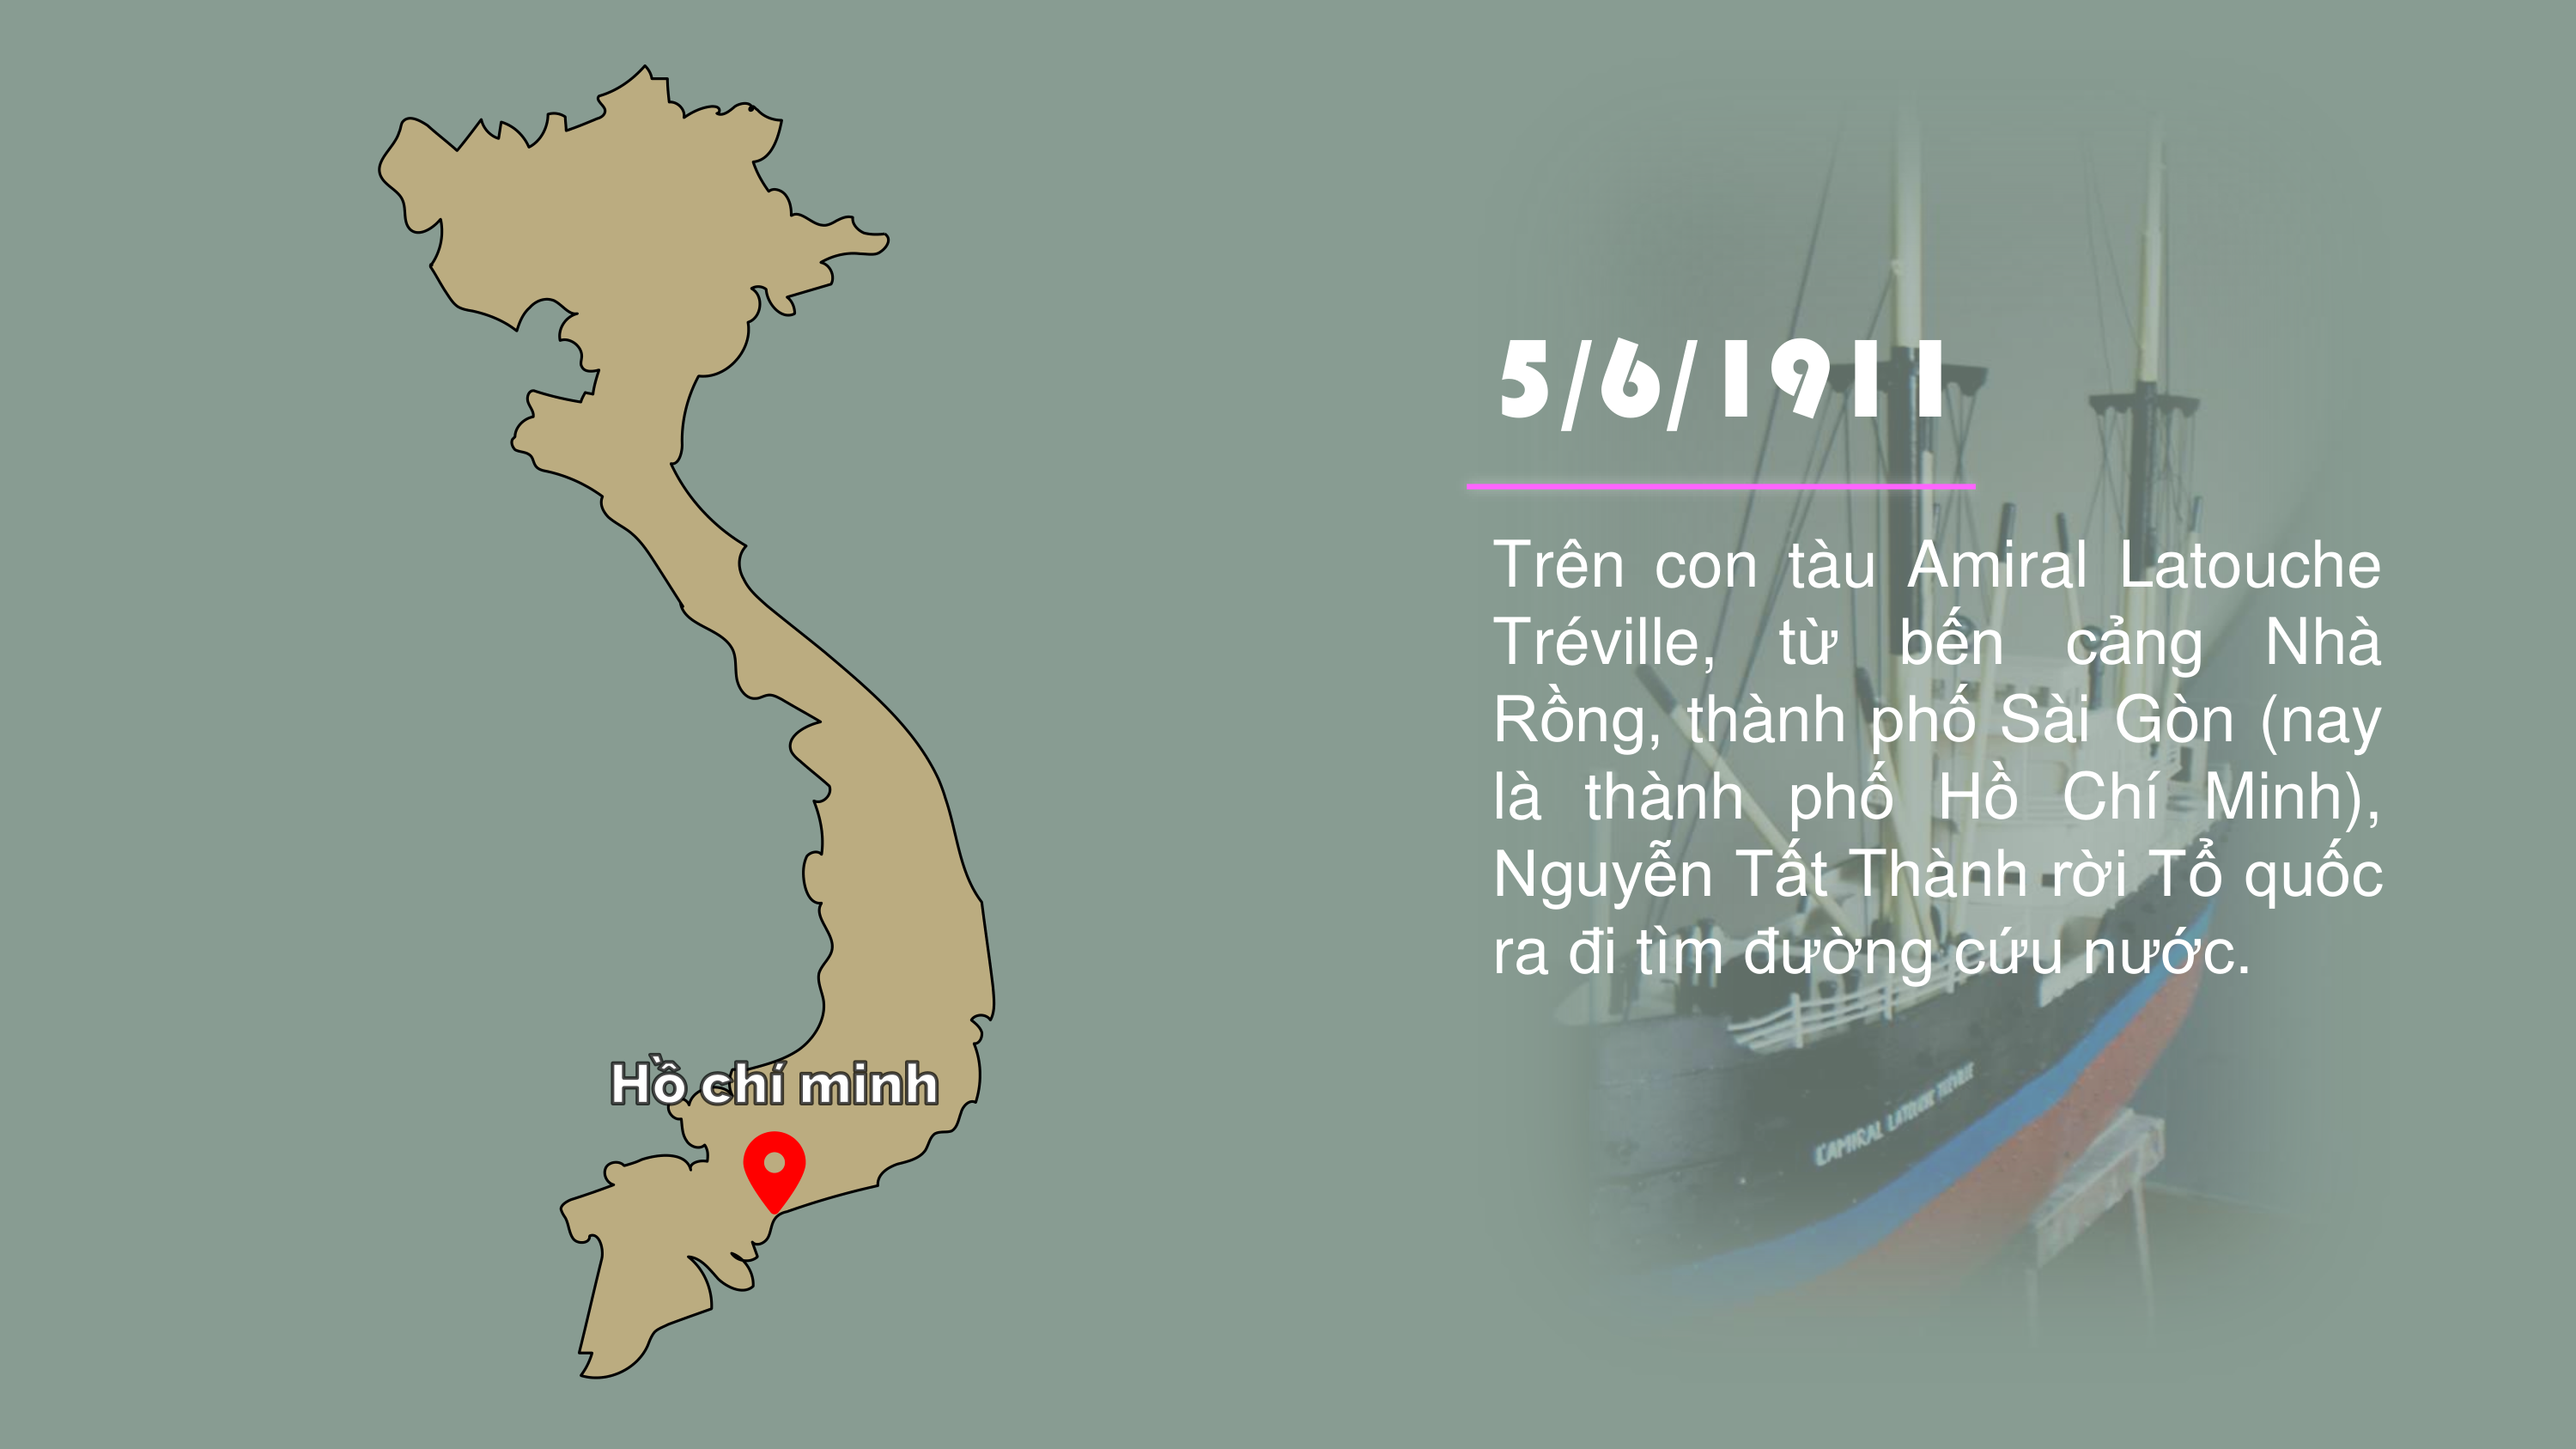 5/6/1911
Trên con tàu Amiral Latouche
Tréville, từ bến cảng Nhà
Rồng, thành phố Sài Gòn (nay
là thành phố Hồ Chí Minh),
Nguyễn Tất Thành rời Tổ quốc
ra đi tìm đường cứu nước.
Hồ chí minh
L'AMIRAL LATOUCHE TRÉVILLE